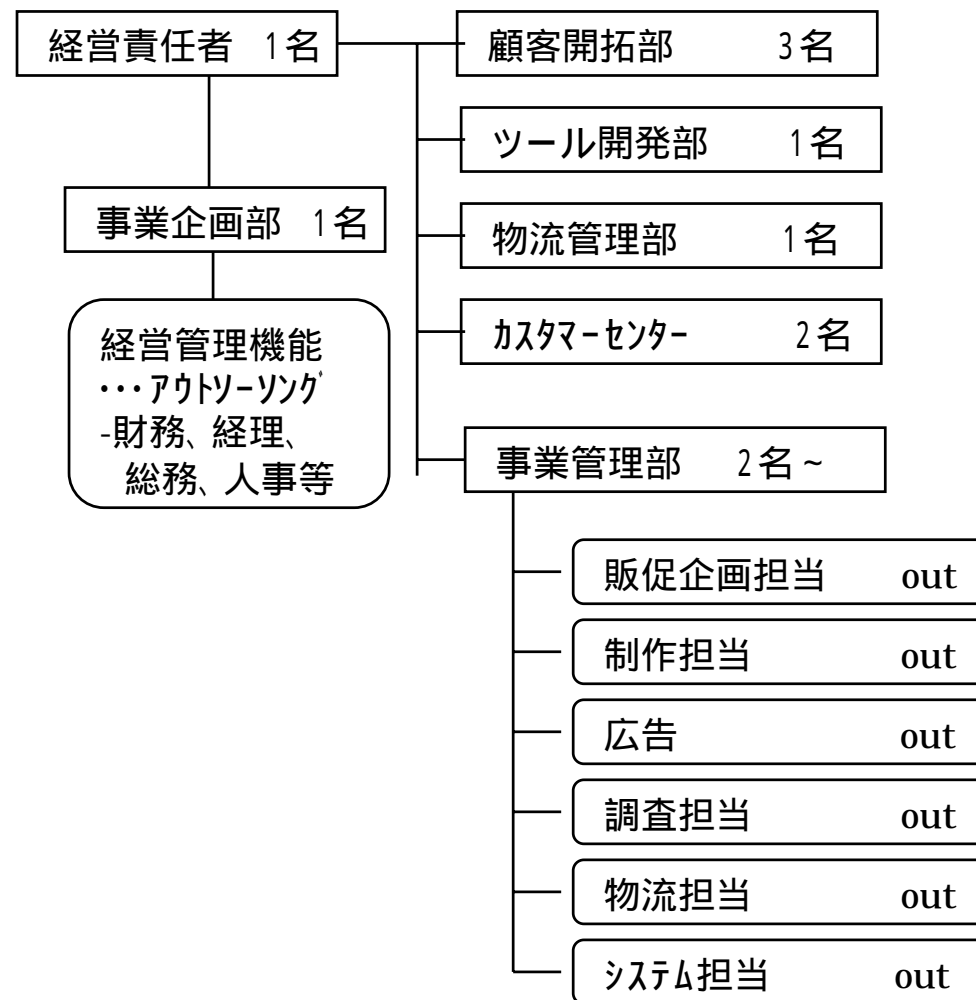 経営責任者 1名
顧客開拓部 3名
ツール開発部 1名
事業企画部 1名
物流管理部 1名
ｶｽﾀﾏｰｾﾝﾀｰ 2名
経営管理機能
･･･ｱｳﾄｿｰｿﾝｸﾞ
-財務、経理、
総務、人事等
事業管理部 2名~
販促企画担当 out
制作担当 out
広告 out
調査担当 out
物流担当 out
ｼｽﾃﾑ担当 out